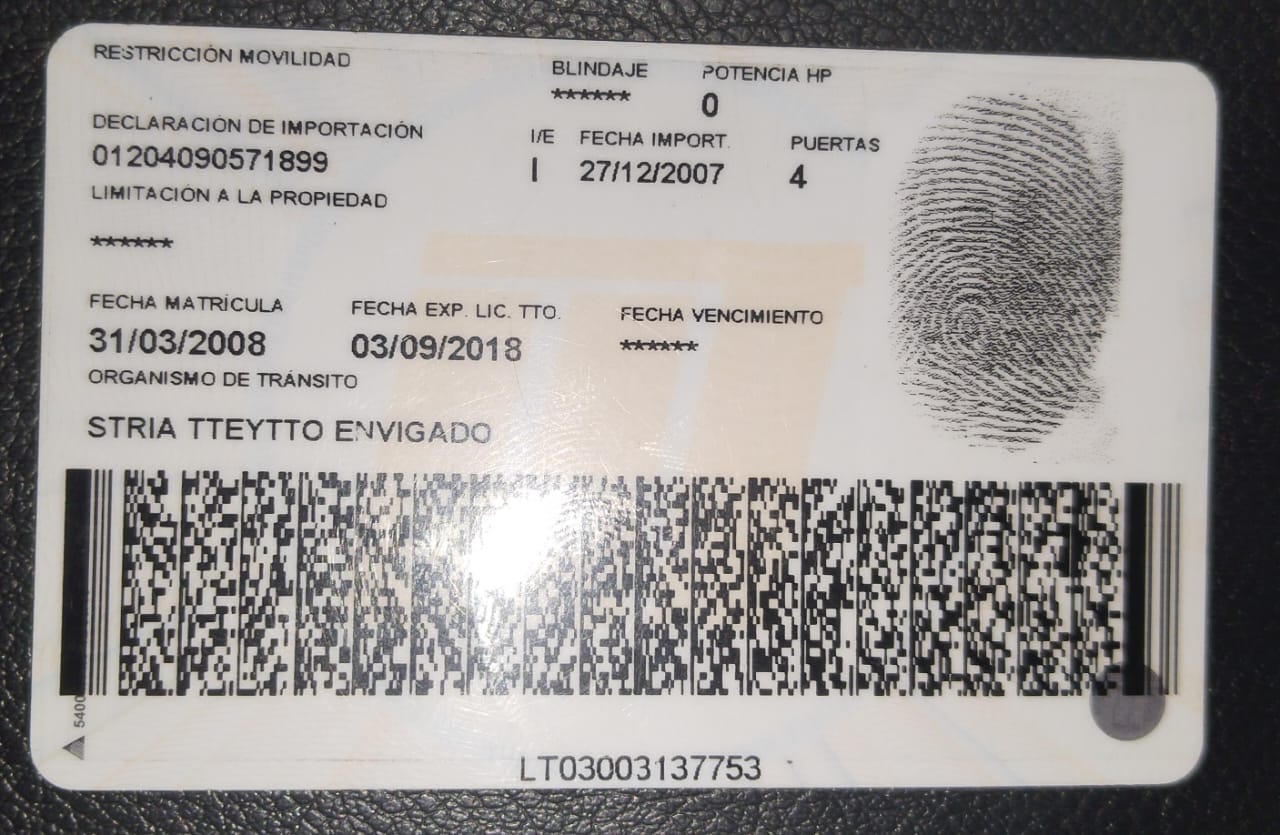 RESTRICCIÓN MOVILIDAD BLINDAJE POTENCIA HP
****** 0
DECLARACIÓN DE IMPORTACIÓN I/E FECHA IMPORT. PUERTAS
01204090571899 I 27/12/2007 4
LIMITACIÓN A LA PROPIEDAD
******
FECHA MATRÍCULA FECHA EXP. LIC. TTO. FECHA VENCIMIENTO
31/03/2008 03/09/2018 ******
ORGANISMO DE TRÁNSITO
STRIA TTEYTTO ENVIGADO
LT03003137753